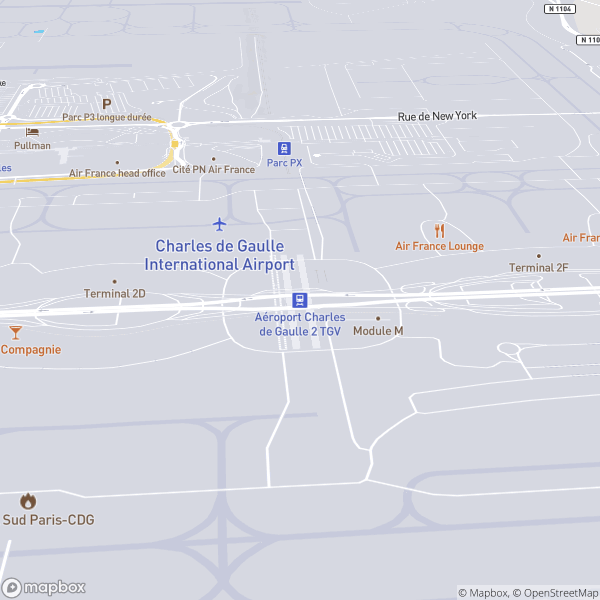 N 1104
N 110
P
Parc P3 longue durée
Rue de New York
Pullman
Parc PX
Air France head office
Cité PN Air France
Charles de Gaulle
International Airport
Air France Lounge
Air Fran
Terminal 2F
Terminal 2D
Aéroport Charles
de Gaulle 2 TGV
Module M
Compagnie
Sud Paris-CDG
mapbox
© Mapbox, © OpenStreetMap